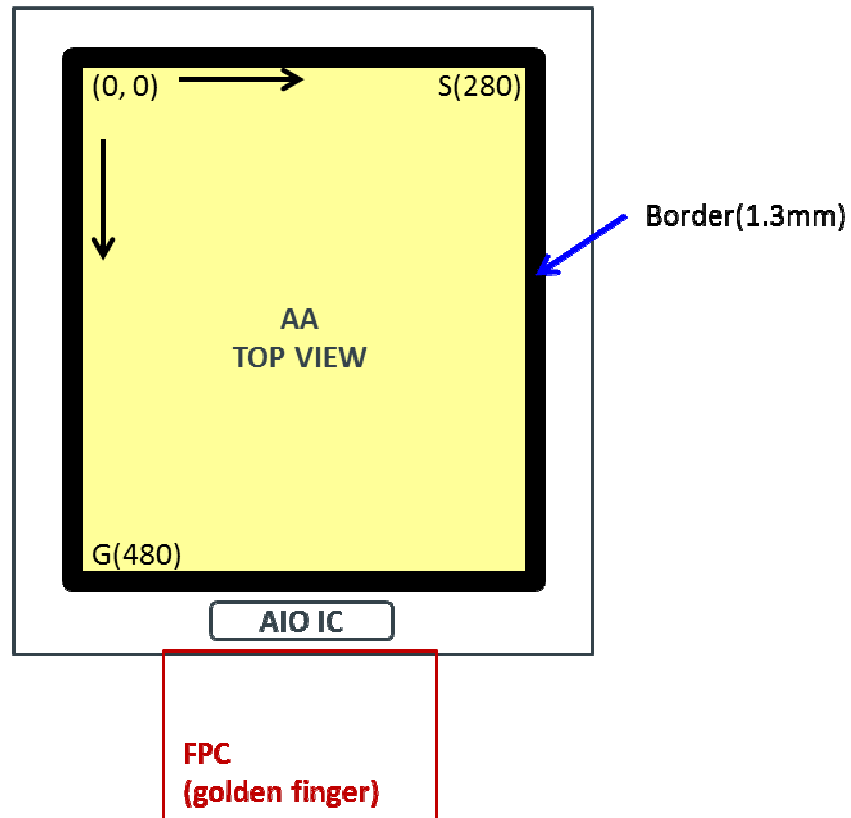 (0, 0)
S(280)
Border(1.3mm)
AA
TOP VIEW
G(480)
AIO IC
FPC
(golden finger)